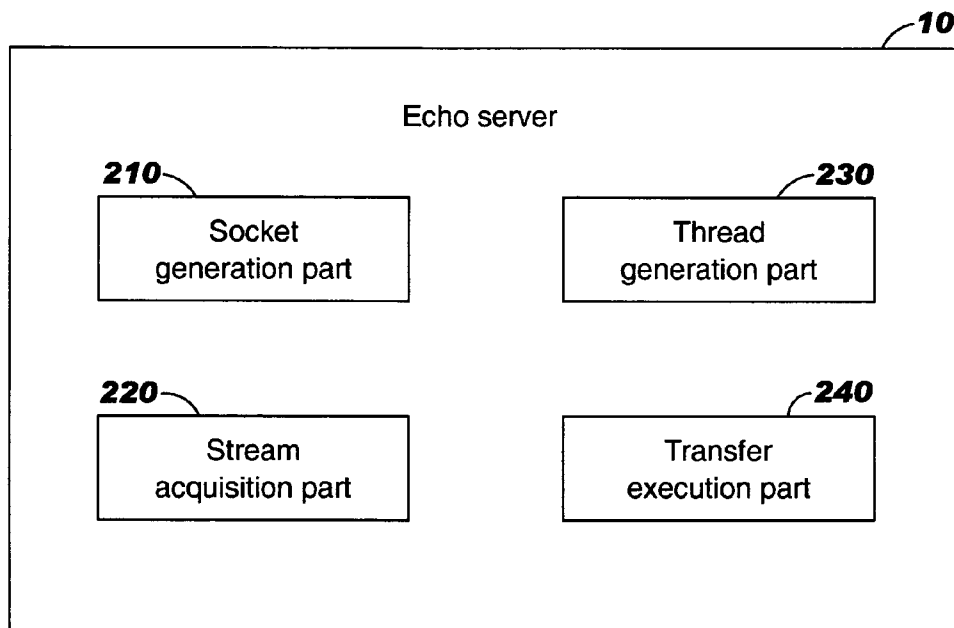 10
Echo server
210
Socket
generation part
230
Thread
generation part
220
Stream
acquisition part
240
Transfer
execution part